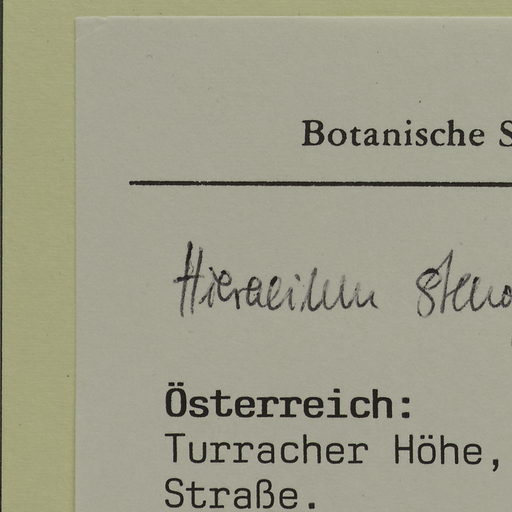 Botanische S
Hieracium
Österreich:
Turracher Höhe,
Straße.